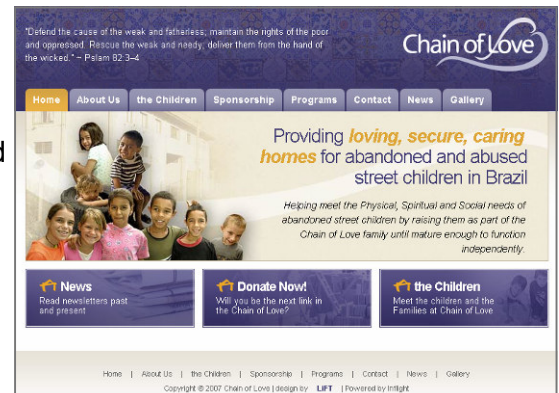 "Defend the cause of the weak and fatherless; maintain the rights of the poor
and oppressed. Rescue the weak and needy; deliver them from the hand of
the wicked." ~ Pslam 82:3-4
Chain of Love
Home About Us the Children Sponsorship Programs Contact News Gallery
d
Providing loving, secure, caring
homes for abandoned and abused
street children in Brazil
Helping meet the Physical, Spiritual and Social needs of
abandoned street children by raising them as part of the
Chain of Love family until mature enough to function
independently.
News
Read newsletters past
and present
Donate Now!
Will you be the next link in
the Chain of Love?
the Children
Meet the children and the
Families at Chain of Love
Home | About Us | the Children | Sponsorship | Programs | Contact | News | Gallery
Copyright © 2007 Chain of Love | design by LIFT | Powered by Inflight